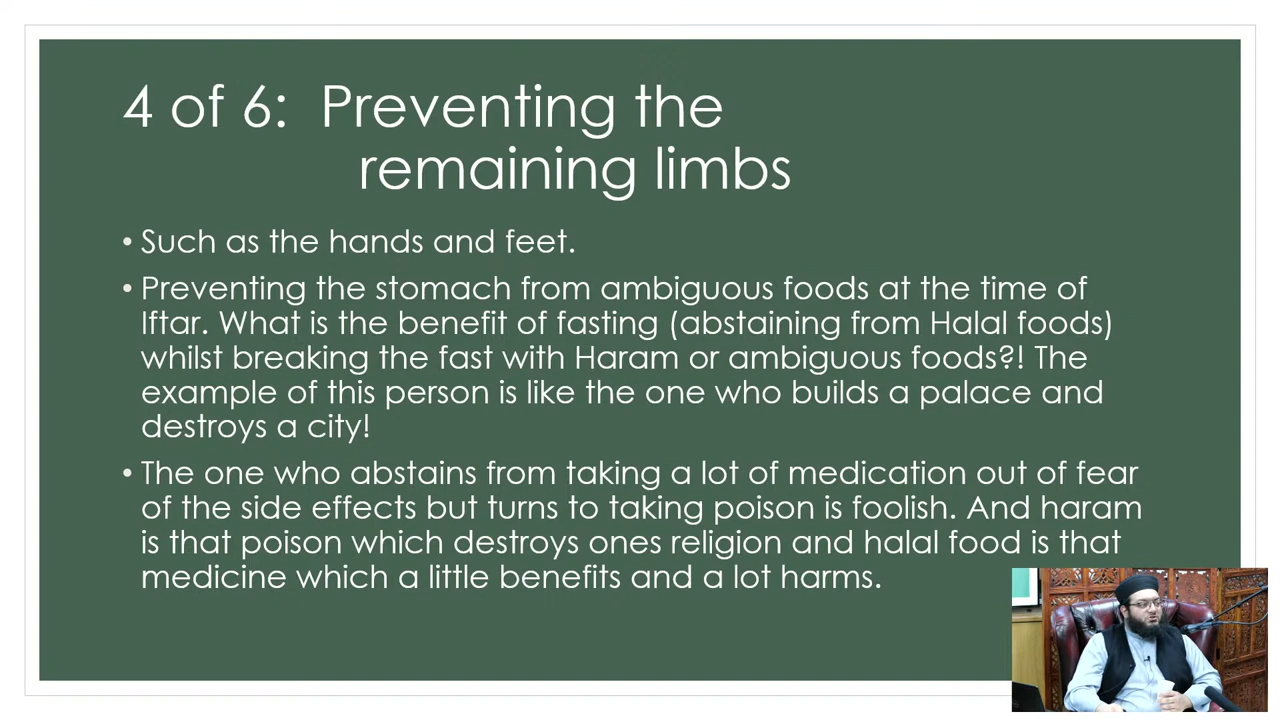 4 of 6: Preventing the
remaining limbs
• Such as the hands and feet.
• Preventing the stomach from ambiguous foods at the time of
Iftar. What is the benefit of fasting (abstaining from Halal foods)
whilst breaking the fast with Haram or ambiguous foods?! The
example of this person is like the one who builds a palace and
destroys a city!
• The one who abstains from taking a lot of medication out of fear
of the side effects but turns to taking poison is foolish. And haram
is that poison which destroys ones religion and halal food is that
medicine which a little benefits and a lot harms.